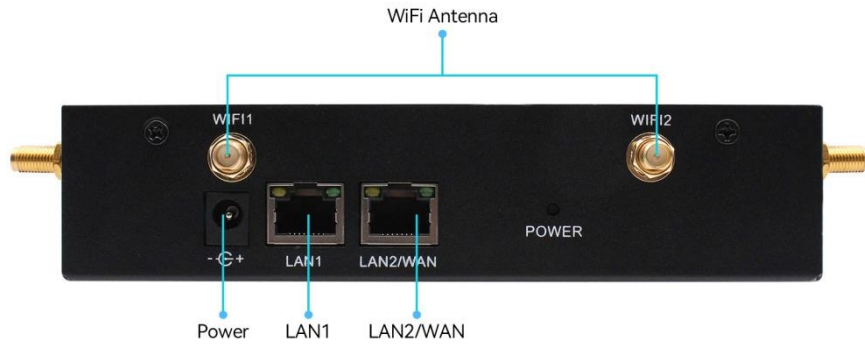 WiFi Antenna
WIFI1
WIFI2
POWER
- +
LAN1
LAN2/WAN
Power
LAN1
LAN2/WAN